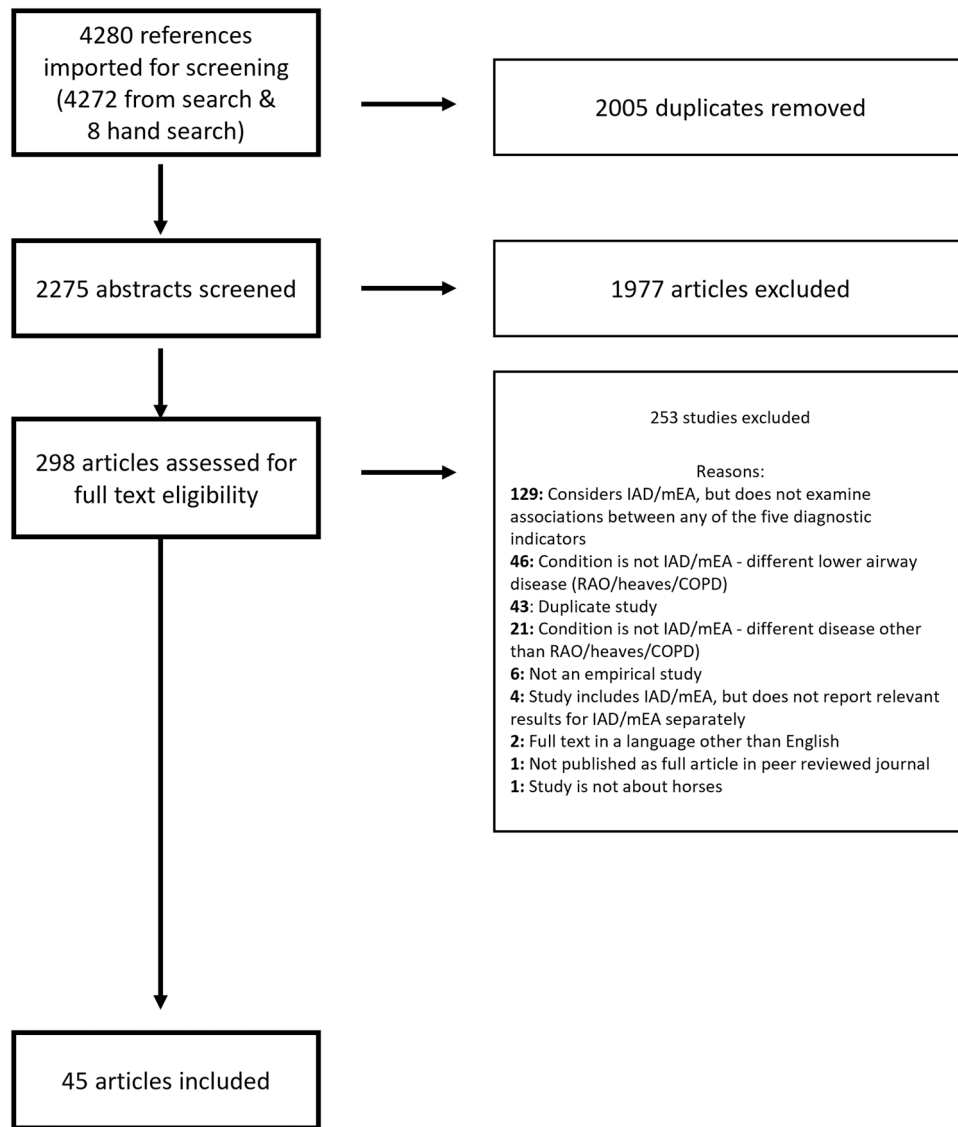 4280 references
imported for screening
(4272 from search &
8 hand search)
2005 duplicates removed
2275 abstracts screened
1977 articles excluded
298 articles assessed for
full text eligibility
253 studies excluded
Reasons:
129: Considers IAD/mEA, but does not examine
associations between any of the five diagnostic
indicators
46: Condition is not IAD/mEA - different lower airway
disease (RAO/heaves/COPD)
43: Duplicate study
21: Condition is not IAD/mEA - different disease other
than RAO/heaves/COPD)
6: Not an empirical study
4: Study includes IAD/mEA, but does not report relevant
results for IAD/mEA separately
2: Full text in a language other than English
1: Not published as full article in peer reviewed journal
1: Study is not about horses
45 articles included